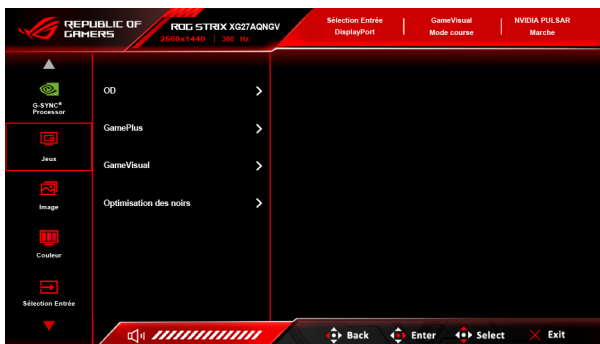 REPUBLIC OF
GAMERS
ROG STRIX XG27AQNGV
2560x1440 | 360 Hz
Sélection Entrée
DisplayPort
GameVisual
Mode course
NVIDIA PULSAR
Marche
G-SYNC®
Processor
Jeux
Image
Couleur
Sélection Entrée
OD
GamePlus
GameVisual
Optimisation des noirs
Back
Enter
Select
Exit